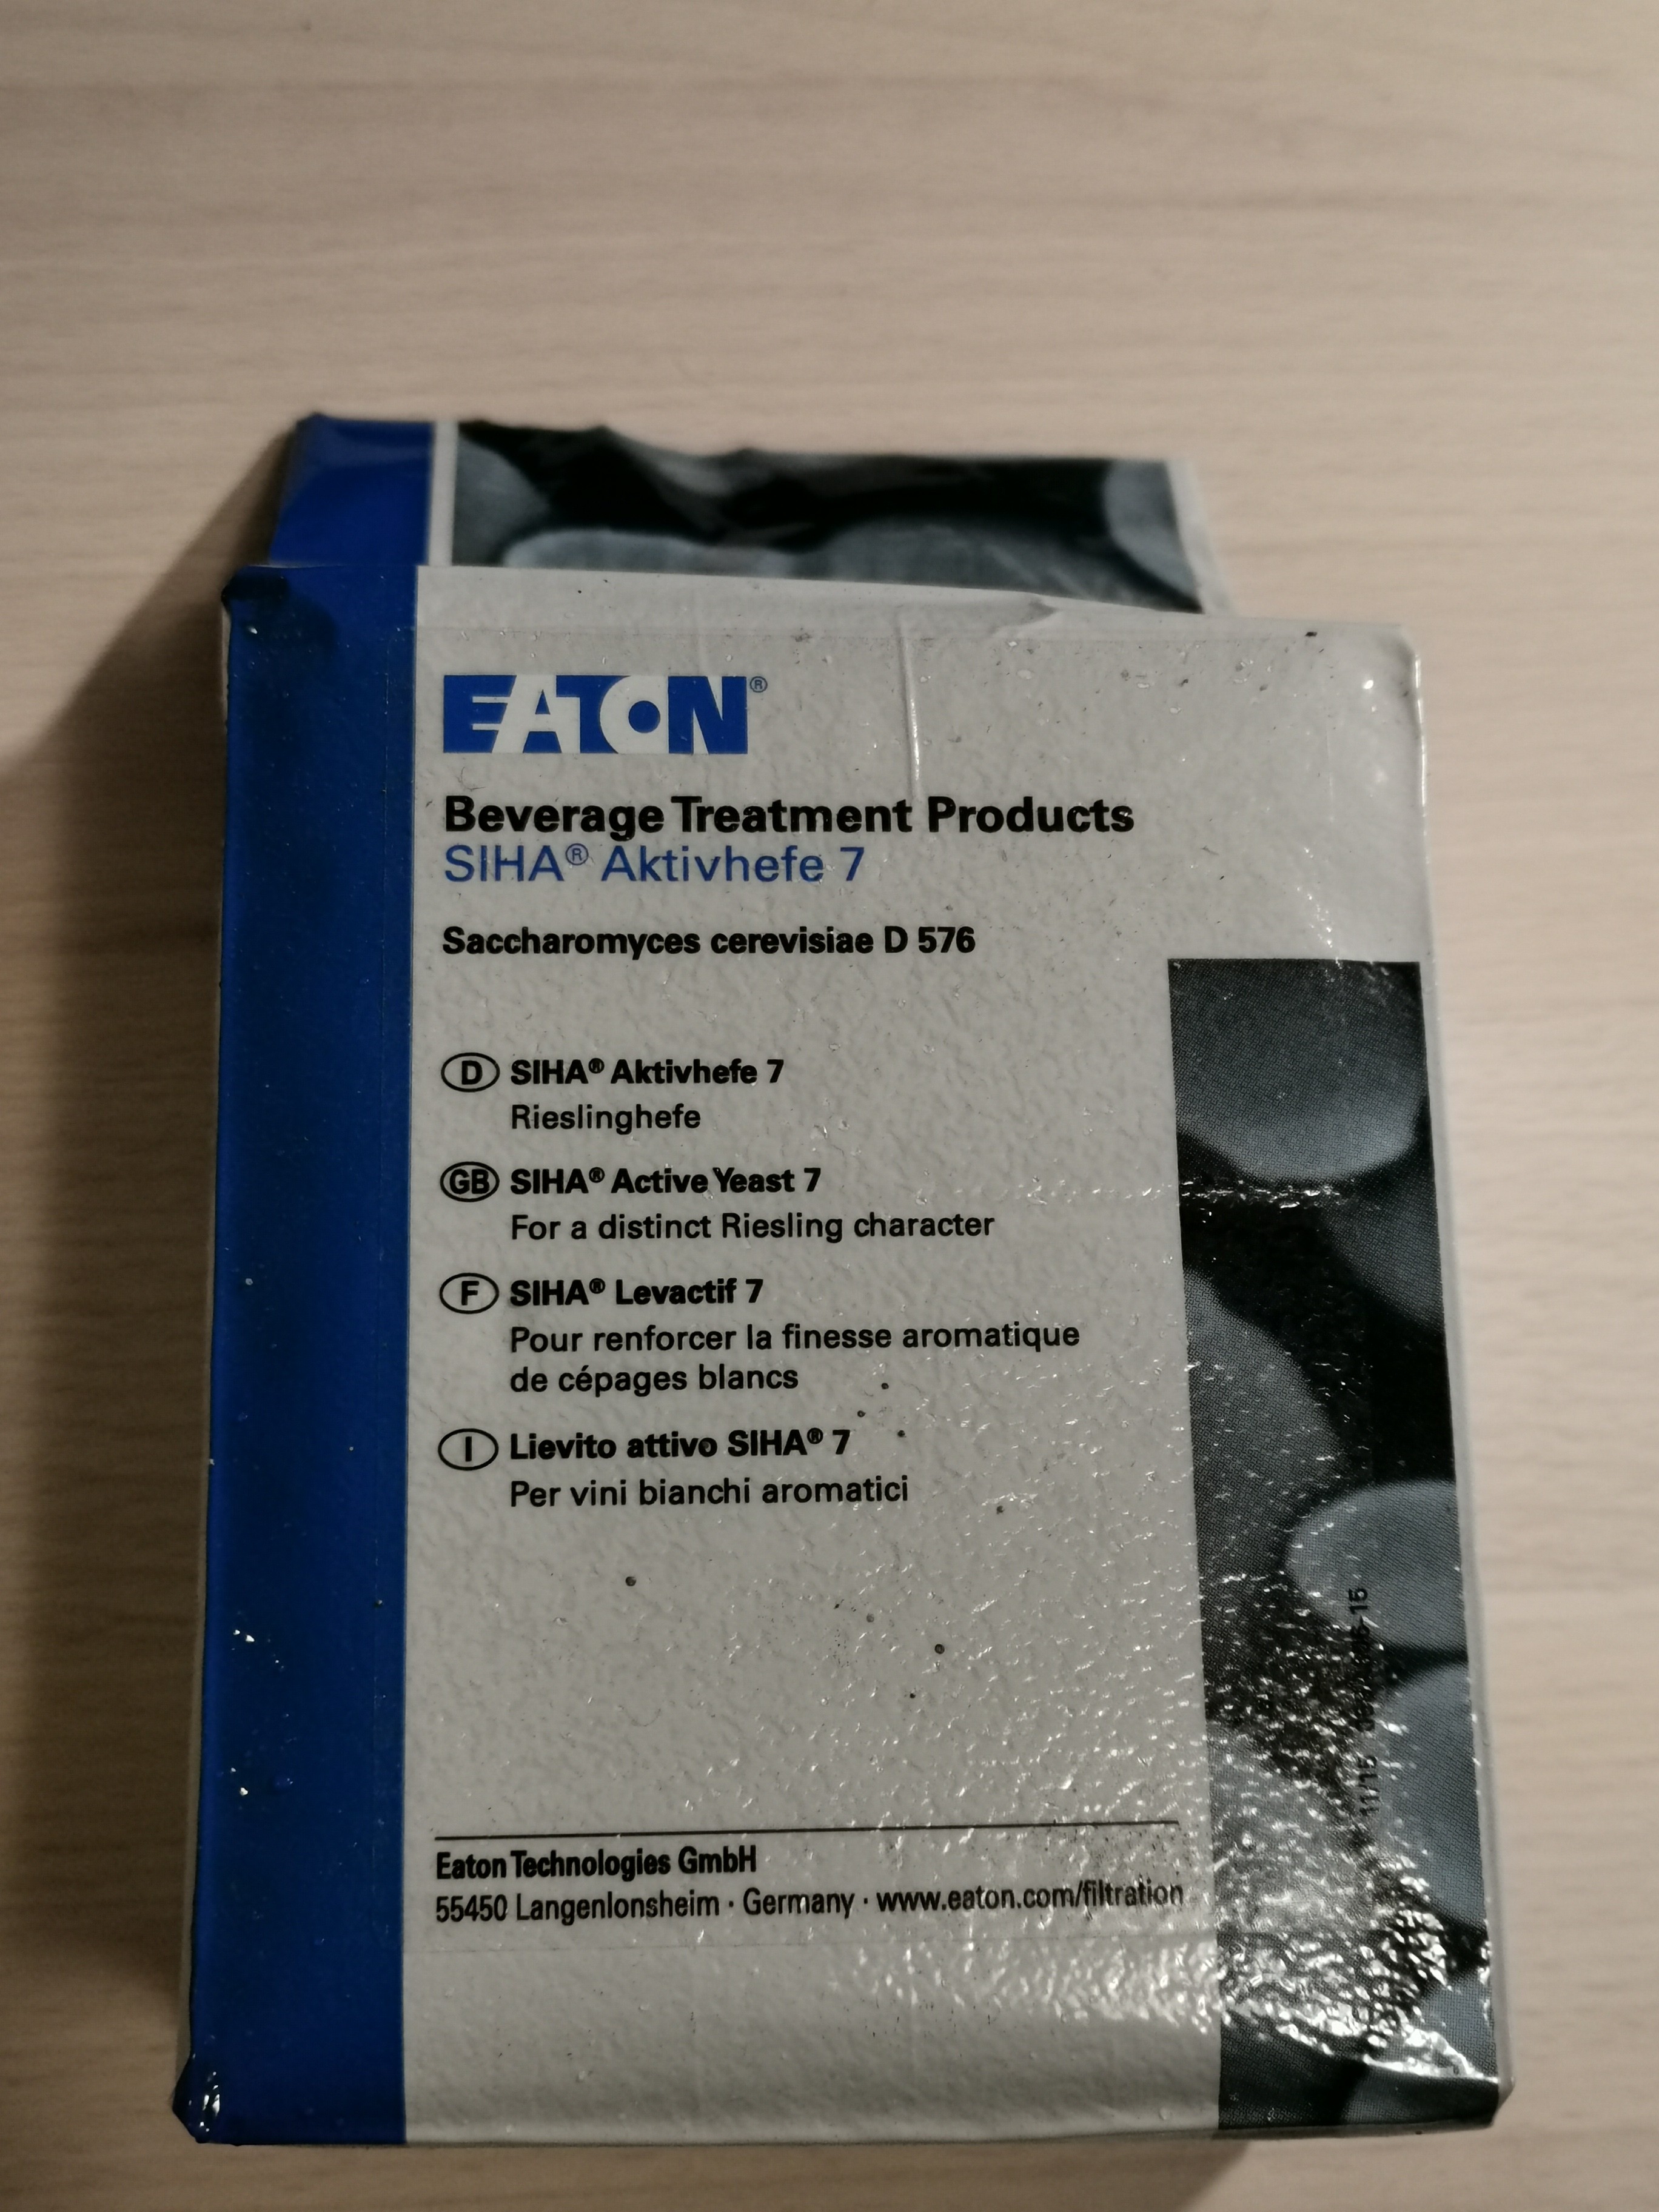 EATON®
Beverage Treatment Products
SIHA® Aktivhefe 7
Saccharomyces cerevisiae D 576
D SIHA® Aktivhefe 7
Rieslinghefe
GB SIHA® Active Yeast 7
For a distinct Riesling character
F SIHA® Levactif 7
Pour renforcer la finesse aromatique
de cépages blancs
I Lievito attivo SIHA® 7
Per vini bianchi aromatici
Eaton Technologies GmbH
55450 Langenlonsheim · Germany · www.eaton.com/filtration
11/15